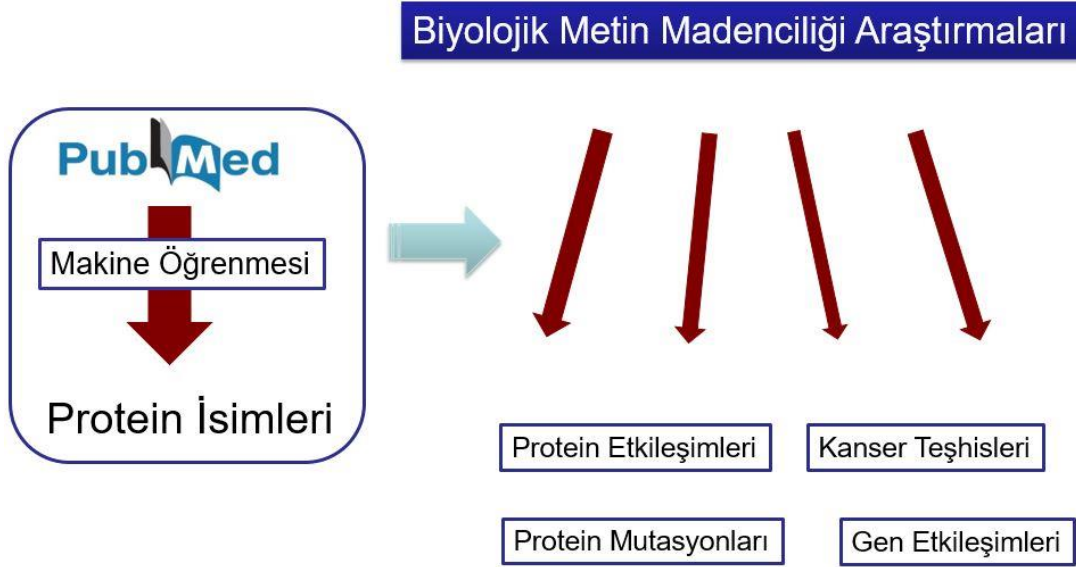 Biyolojik Metin Madenciliği Araştırmaları
PubMed
Makine Öğrenmesi
Protein İsimleri
Protein Etkileşimleri
Kanser Teşhisleri
Protein Mutasyonları
Gen Etkileşimleri